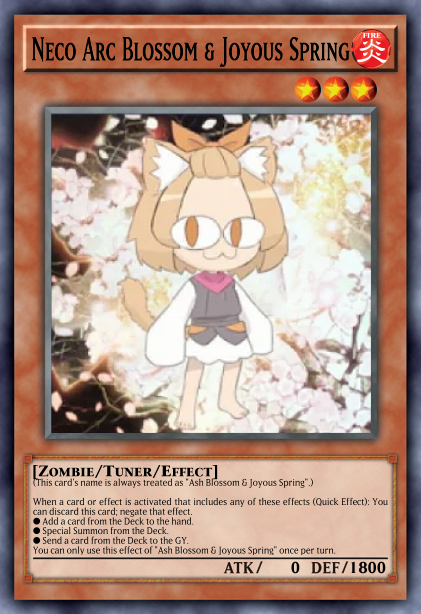 Neco Arc Blossom & Joyous Spring
FIRE
炎
[Zombie/Tuner/Effect]
(This card's name is always treated as "Ash Blossom & Joyous Spring".)
When a card or effect is activated that includes any of these effects (Quick Effect): You
can discard this card; negate that effect.
● Add a card from the Deck to the hand.
● Special Summon from the Deck.
● Send a card from the Deck to the GY.
You can only use this effect of "Ash Blossom & Joyous Spring" once per turn.
ATK/ 0 DEF/1800